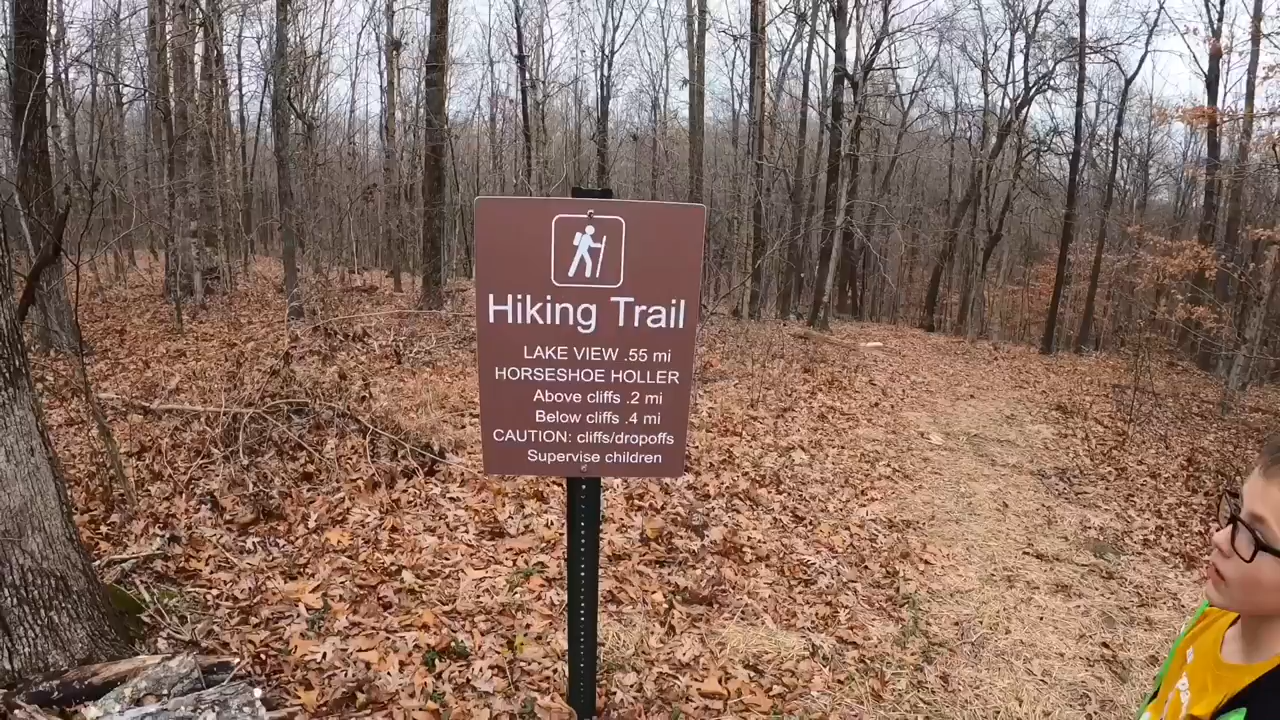 Hiking Trail
LAKE VIEW .55 mi
HORSESHOE HOLLER
Above cliffs .2 mi
Below cliffs .4 mi
CAUTION: cliffs/dropoffs
Supervise children